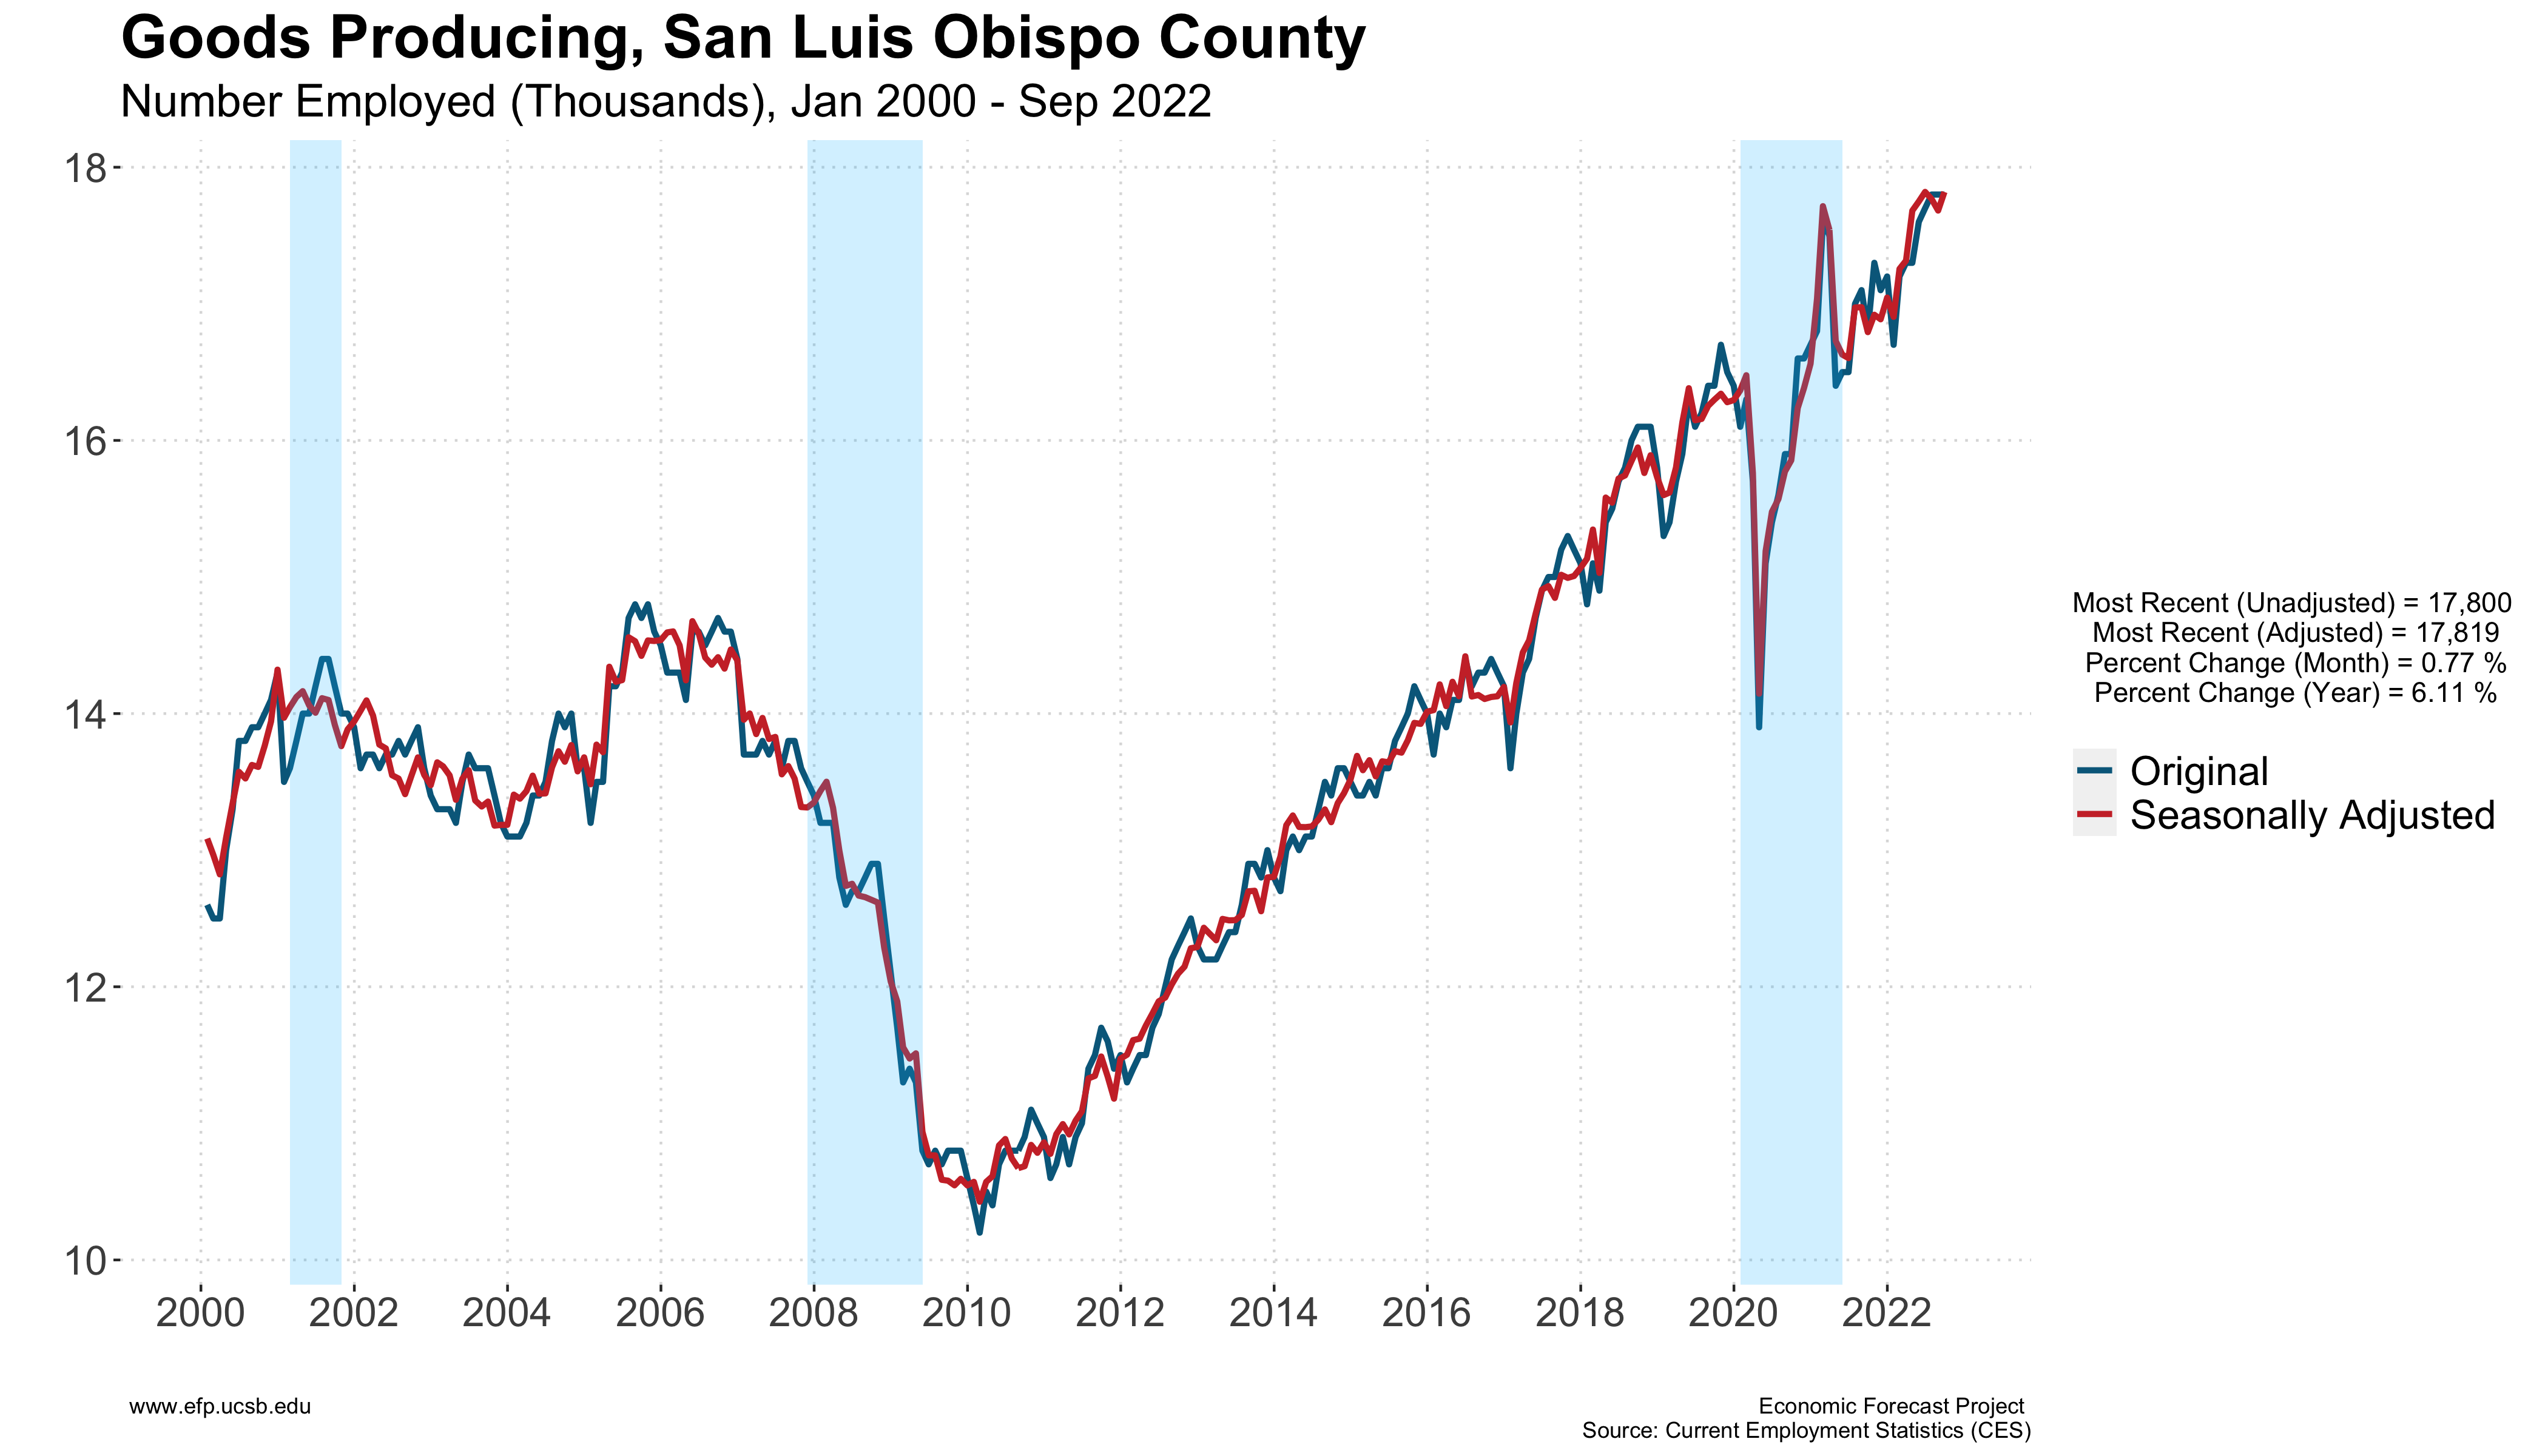 Goods Producing, San Luis Obispo County
Number Employed (Thousands), Jan 2000 - Sep 2022
18
16
14
12
10
2000 2002 2004 2006 2008 2010 2012 2014 2016 2018 2020 2022
Most Recent (Unadjusted) = 17,800
Most Recent (Adjusted) = 17,819
Percent Change (Month) = 0.77 %
Percent Change (Year) = 6.11 %
Original
Seasonally Adjusted
www.efp.ucsb.edu
Economic Forecast Project
Source: Current Employment Statistics (CES)